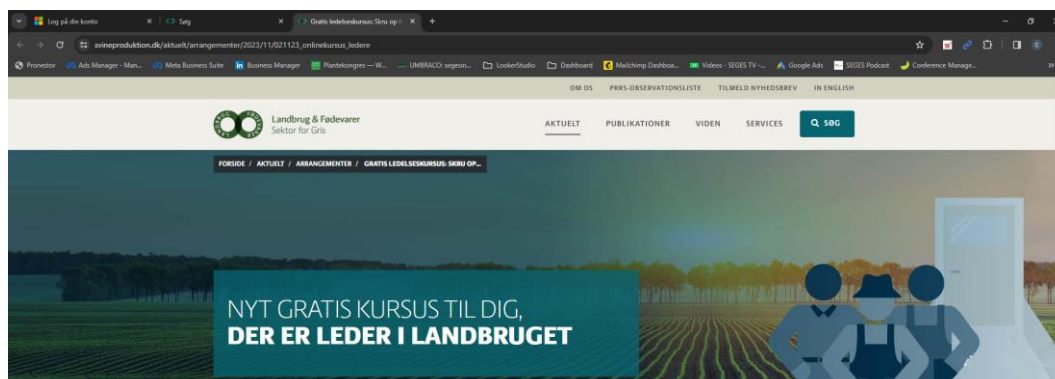 Log på din konto
Søg
Gratis ledelseskursus: Skru op f
svineproduktion.dk/aktuelt/arrangementer/2023/11/021123_onlinekursus_ledere
Pronestor Ads Manager - Man... Meta Business Suite Business Manager Plantekongres — W... UMBRACO: segesin... LookerStudio Dashboard Mailchimp Dashboa... Videos - SEGES TV -... Google Ads SEGES Podcast Conference Manage...
OM OS PRRS-OBSERVATIONSLISTE TILMELD NYHEDSBREV IN ENGLISH
Landbrug & Fødevarer
Sektor for Gris
AKTUELT PUBLIKATIONER VIDEN SERVICES SØG
FORSIDE / AKTUELT / ARRANGEMENTER / GRATIS LEDELSESKURSUS: SKRU OP...
NYT GRATIS KURSUS TIL DIG,
DER ER LEDER I LANDBRUGET